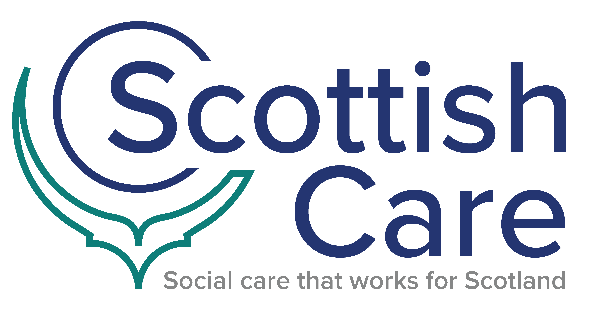 Scottish
Care
Social care that works for Scotland